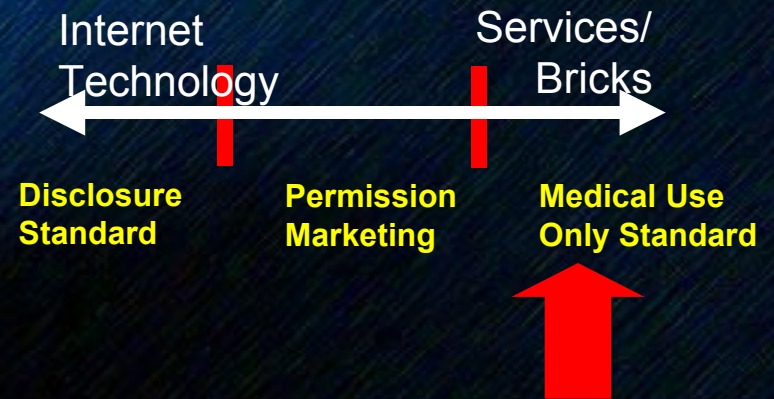 Internet
Technology
Services/
Bricks
Disclosure
Standard
Permission
Marketing
Medical Use
Only Standard